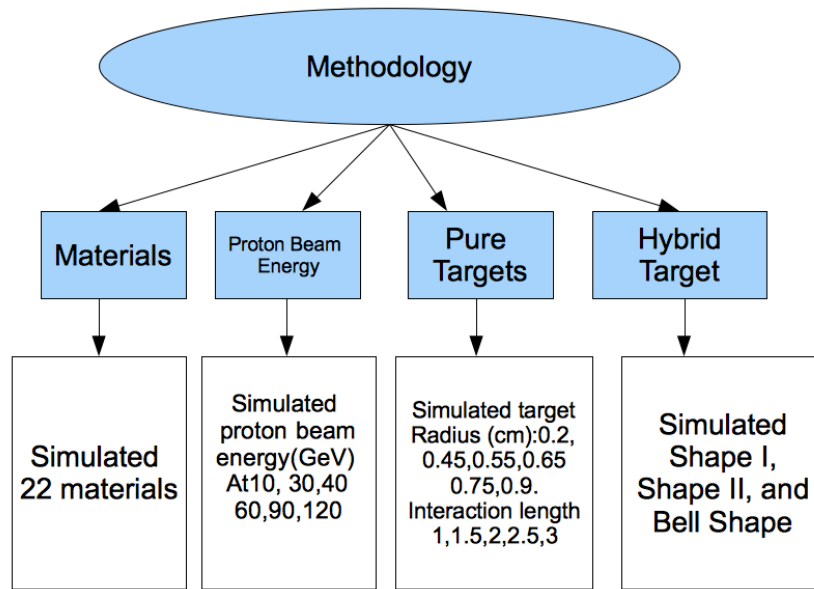 Methodology
Materials
Proton Beam
Energy
Pure
Targets
Hybrid
Target
Simulated
22 materials
Simulated
proton beam
energy(GeV)
At10, 30,40
60,90,120
Simulated target
Radius (cm):0.2,
0.45,0.55,0.65
0.75,0.9.
Interaction length
1,1.5,2,2.5,3
Simulated
Shape I,
Shape II, and
Bell Shape